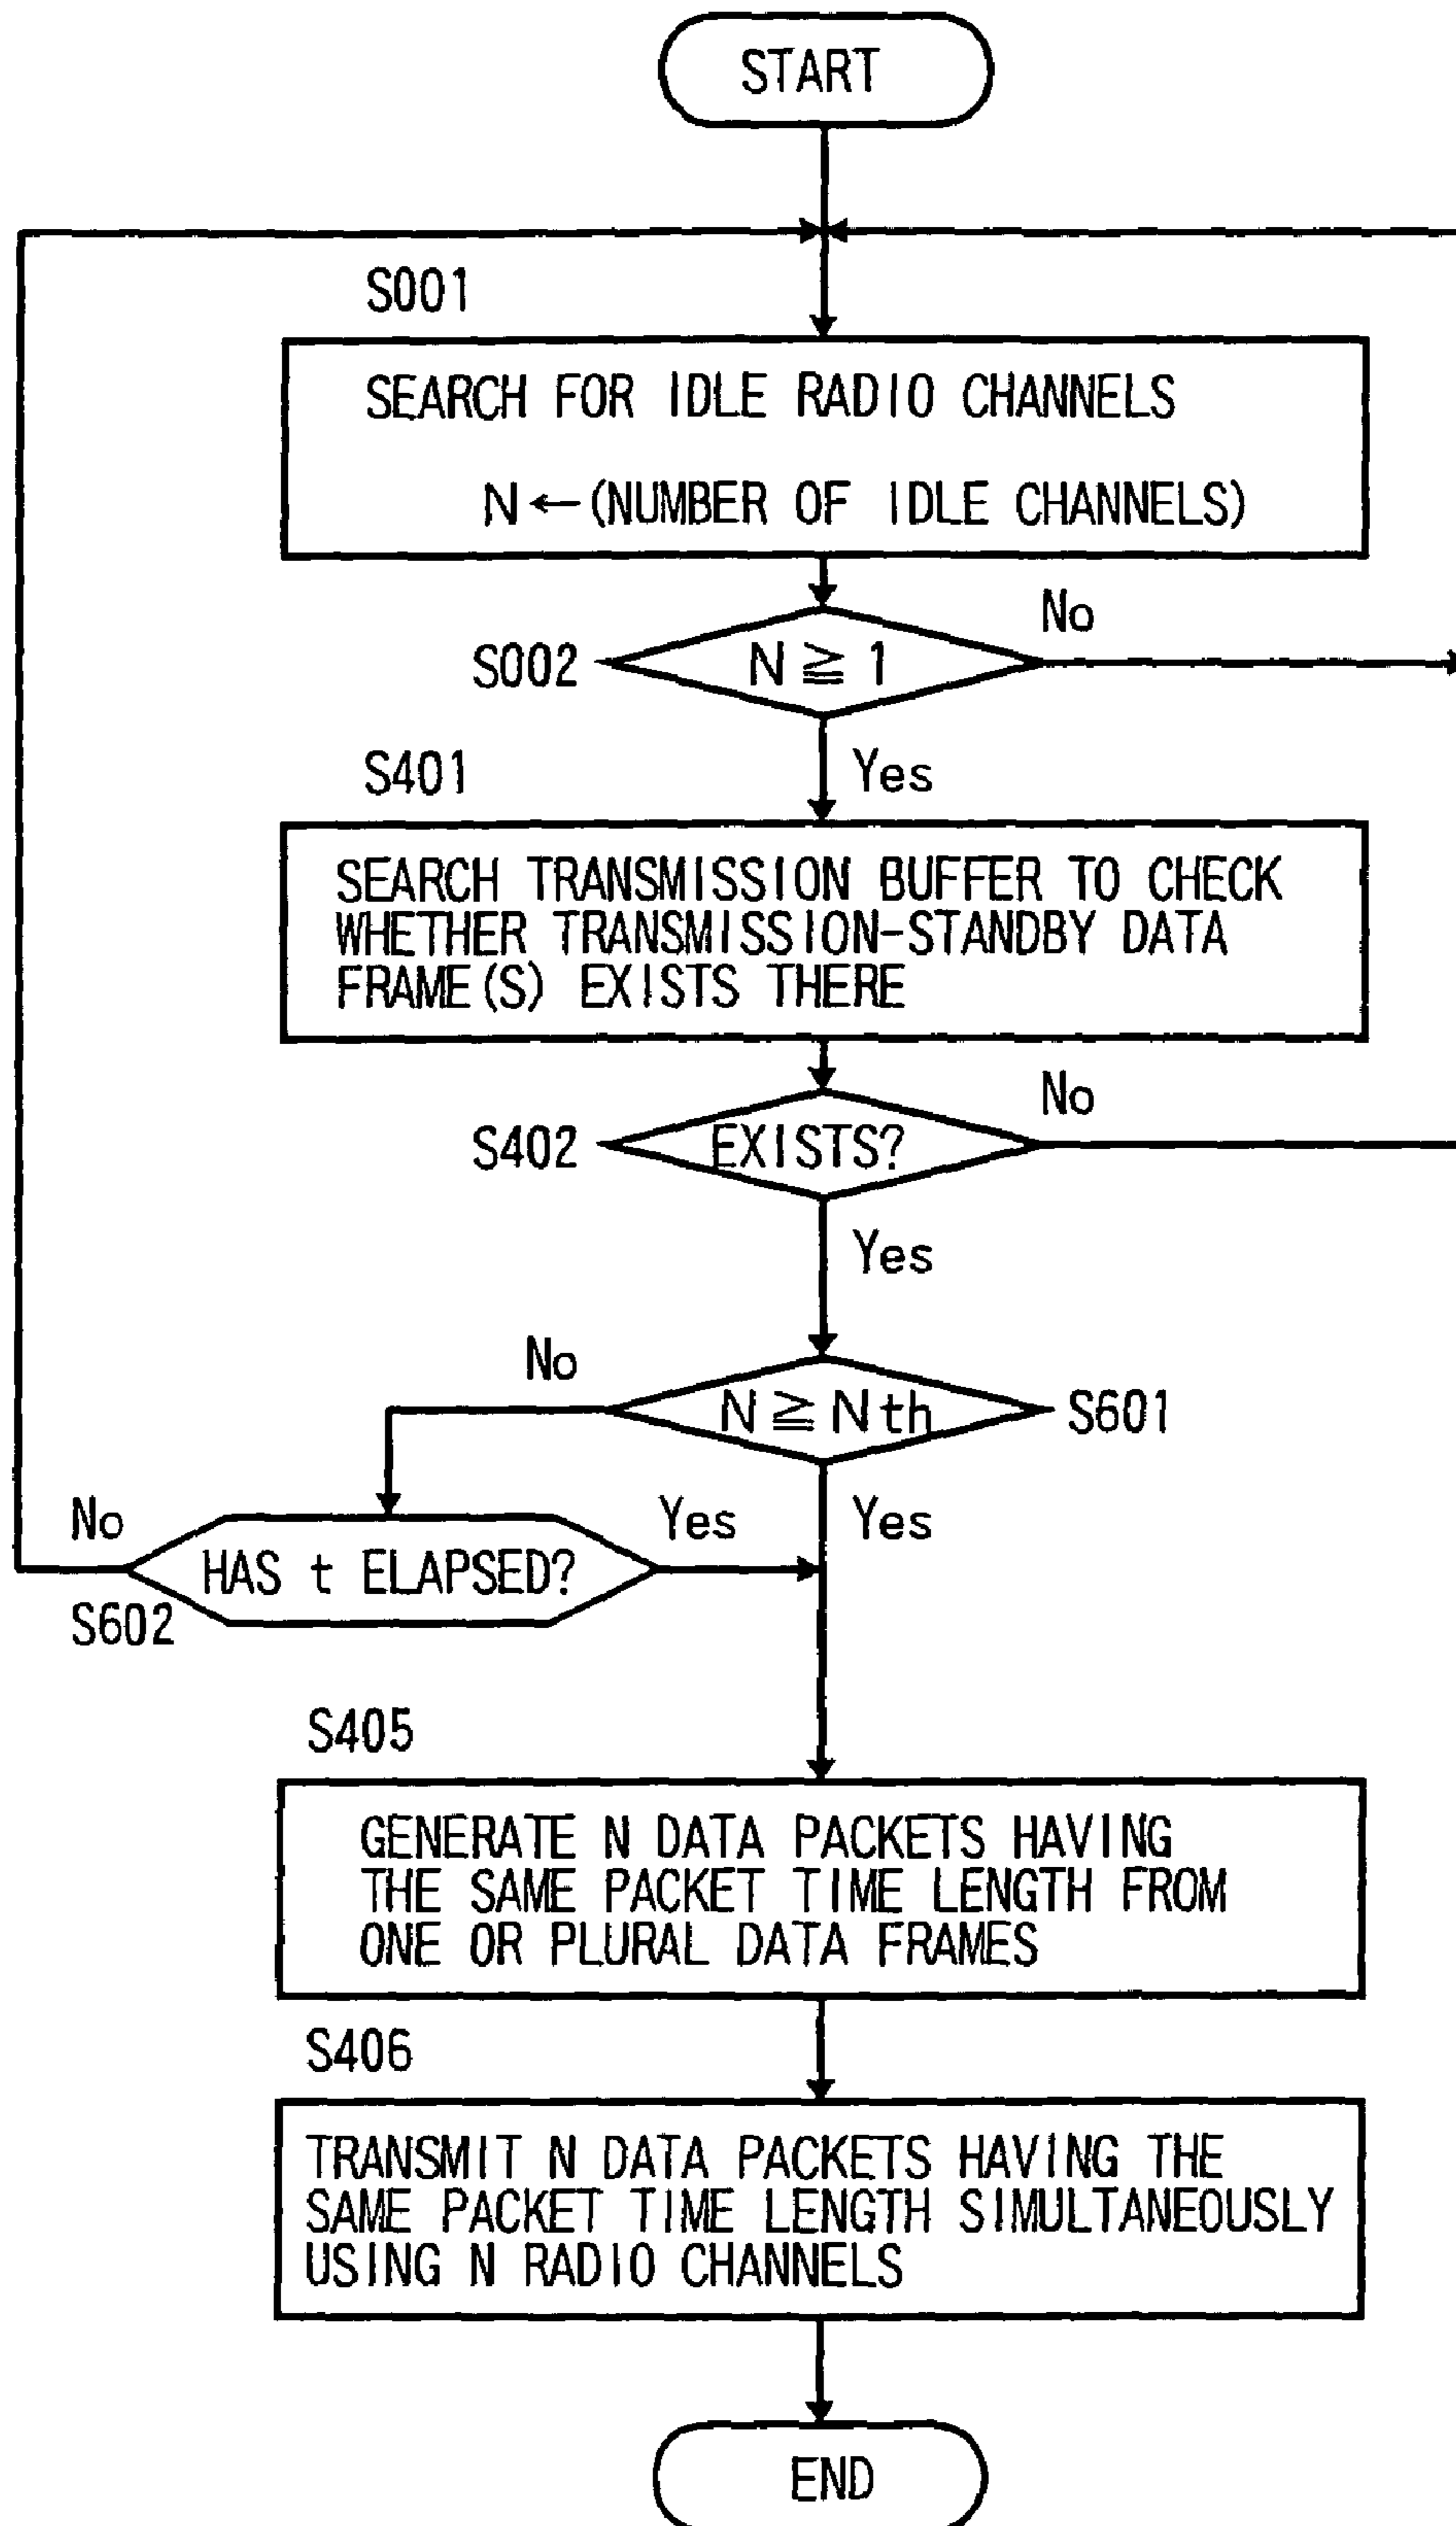 START
S001
SEARCH FOR IDLE RADIO CHANNELS
N ← (NUMBER OF IDLE CHANNELS)
No
S002
N ≧ 1
Yes
S401
SEARCH TRANSMISSION BUFFER TO CHECK
WHETHER TRANSMISSION-STANDBY DATA
FRAME(S) EXISTS THERE
No
S402
EXISTS?
Yes
No
N ≧ Nth
S601
No
Yes
Yes
HAS t ELAPSED?
S602
S405
GENERATE N DATA PACKETS HAVING
THE SAME PACKET TIME LENGTH FROM
ONE OR PLURAL DATA FRAMES
S406
TRANSMIT N DATA PACKETS HAVING THE
SAME PACKET TIME LENGTH SIMULTANEOUSLY
USING N RADIO CHANNELS
END